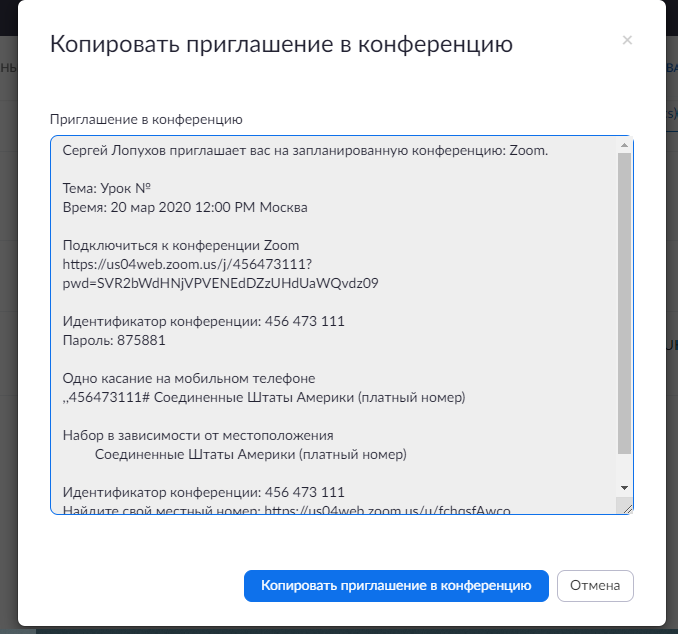 Копировать приглашение в конференцию
×
Приглашение в конференцию
Сергей Лопухов приглашает вас на запланированную конференцию: Zoom.
Тема: Урок №
Время: 20 мар 2020 12:00 PM Москва
Подключиться к конференции Zoom
https://us04web.zoom.us/j/456473111?
pwd=SVR2bWdHNjVPVENEdDZzUHdUaWQvdz09
Идентификатор конференции: 456 473 111
Пароль: 875881
Одно касание на мобильном телефоне
,,456473111# Соединенные Штаты Америки (платный номер)
Набор в зависимости от местоположения
Соединенные Штаты Америки (платный номер)
Идентификатор конференции: 456 473 111
Найдите свой местный номер: https://us04web.zoom.us/u/fchqsfAwco
Копировать приглашение в конференцию
Отмена